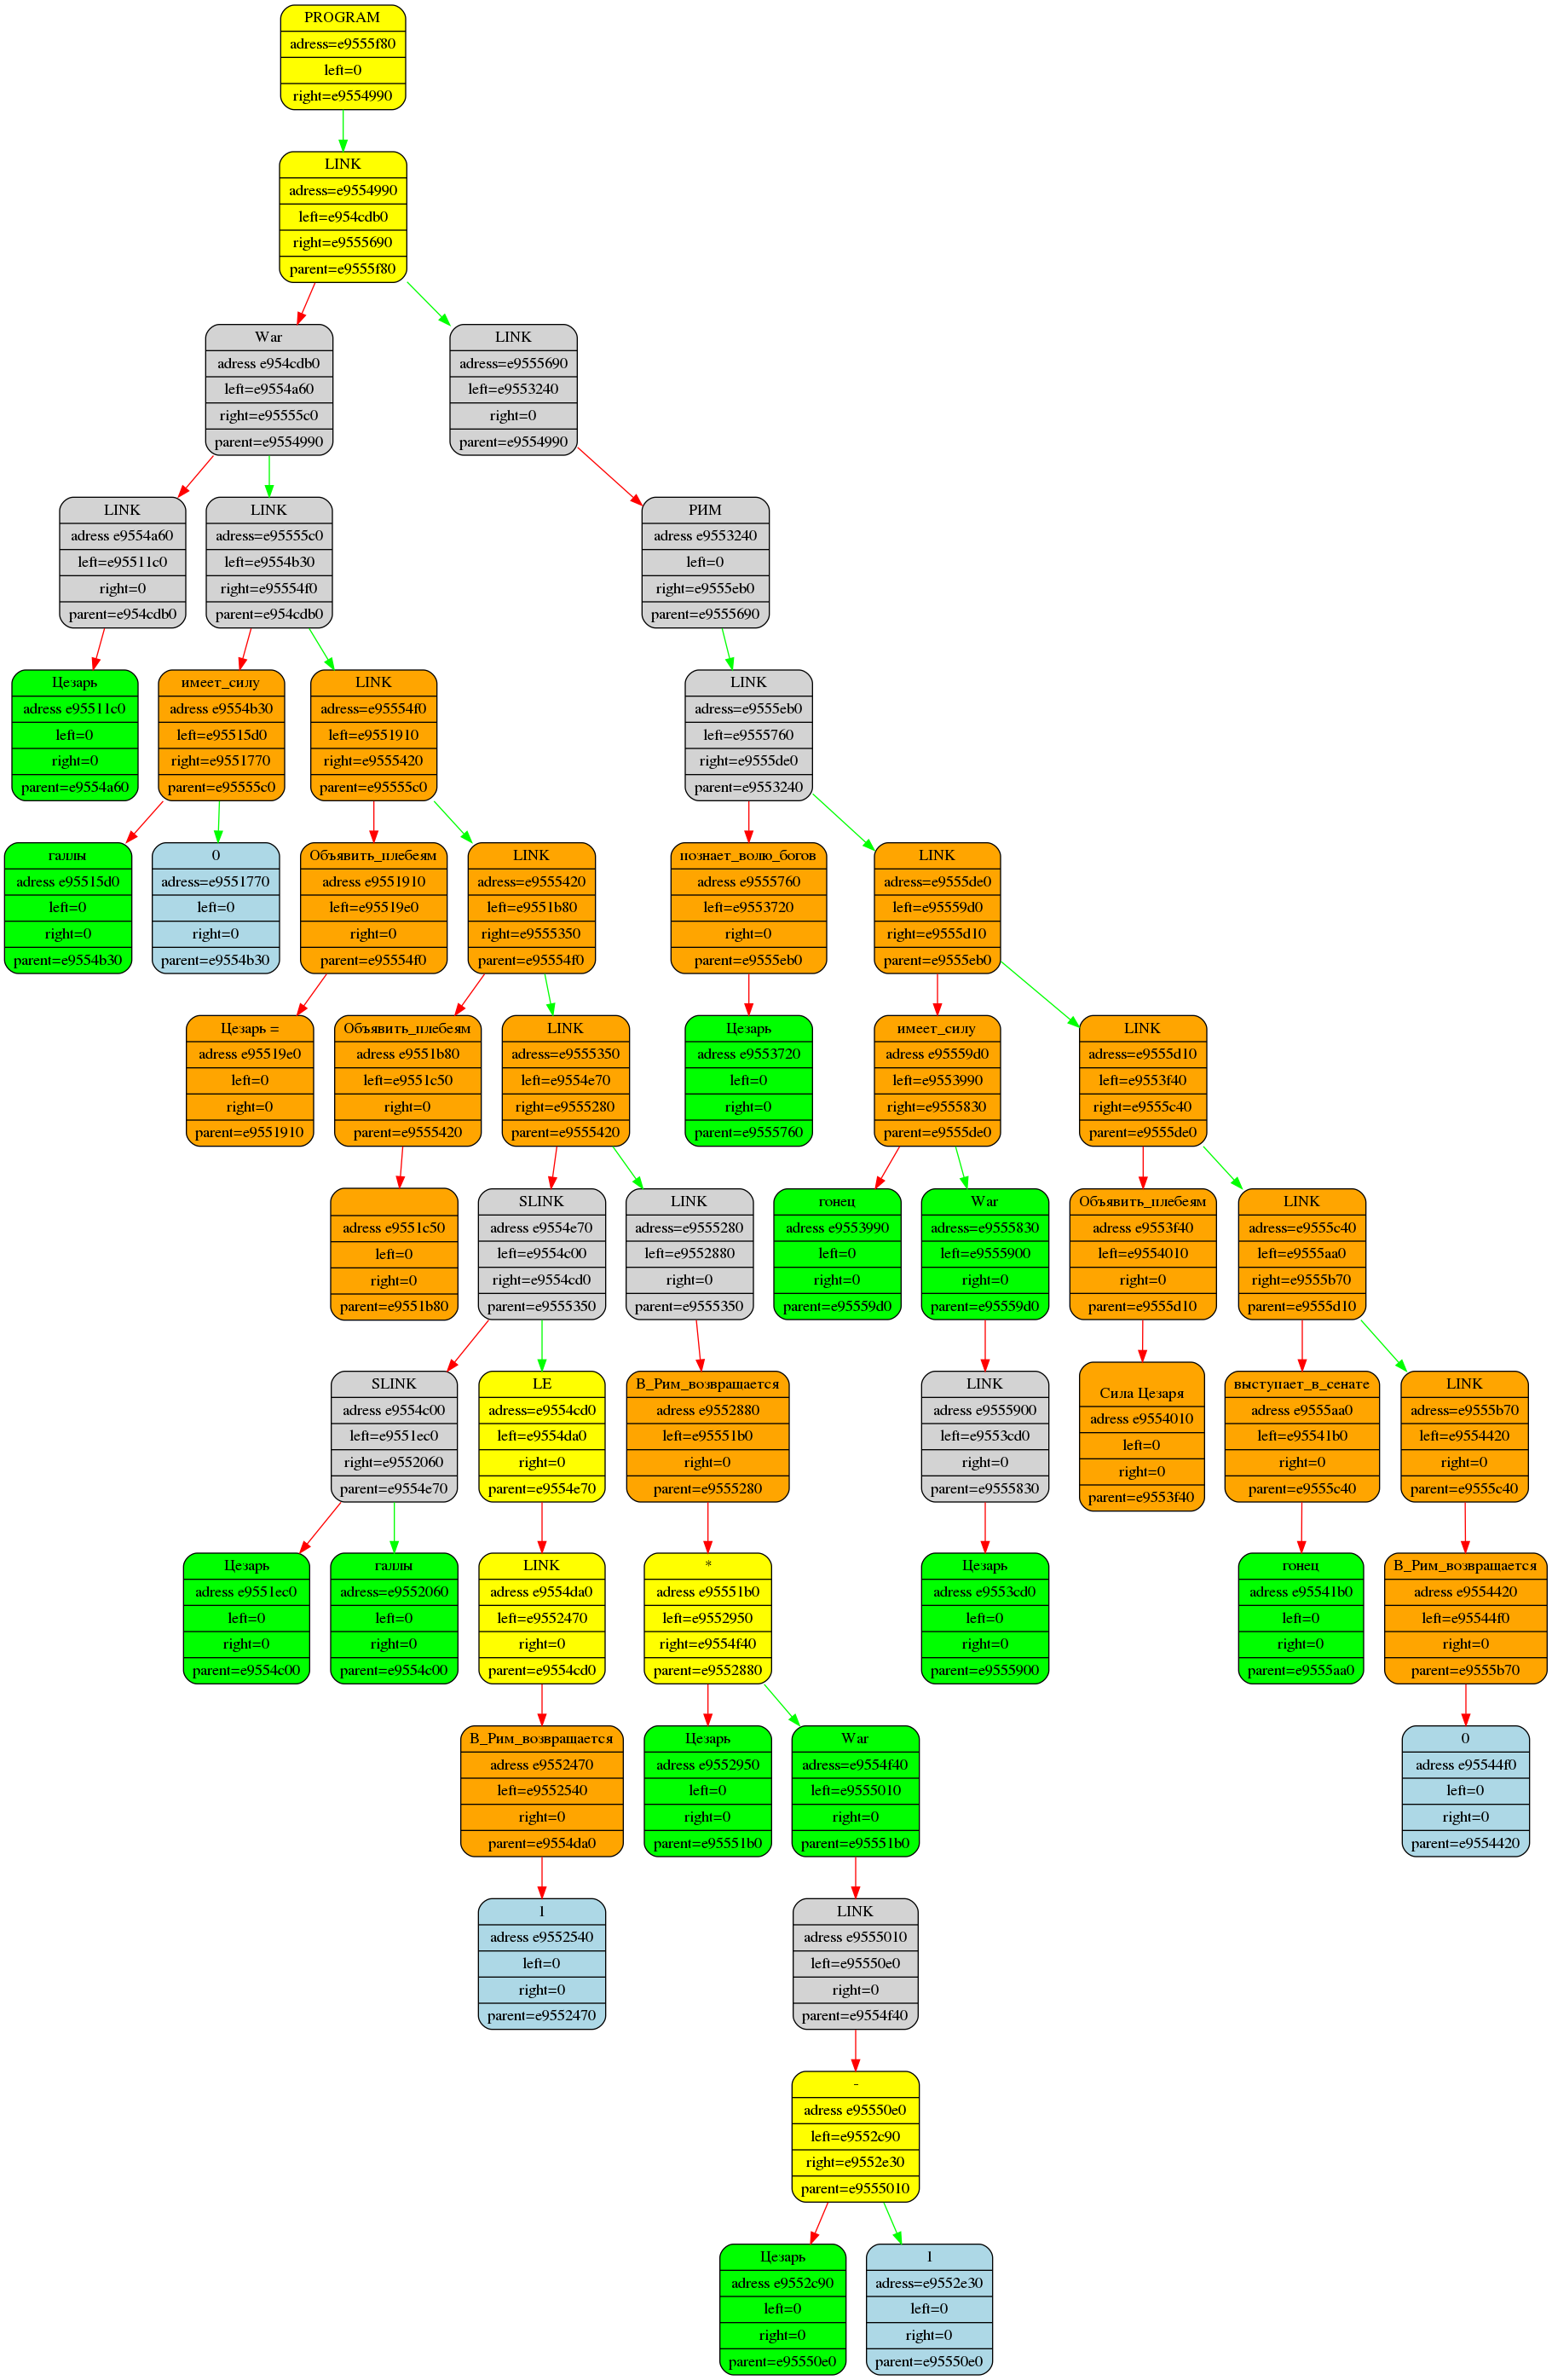 PROGRAM
adress=e9555f80
left=0
right=e9554990
LINK
adress=e9554990
left=e954cdb0
right=e9555690
parent=e9555f80
War
adress e954cdb0
left=e9554a60
right=e95555c0
parent=e9554990
LINK
adress=e9555690
left=e9553240
right=0
parent=e9554990
LINK
adress e9554a60
left=e95511c0
right=0
parent=e954cdb0
LINK
adress=e95555c0
left=e9554b30
right=e95554f0
parent=e954cdb0
РИМ
adress e9553240
left=0
right=e9555eb0
parent=e9555690
Цезарь
adress e95511c0
left=0
right=0
parent=e9554a60
имеет_силу
adress e9554b30
left=e95515d0
right=e9551770
parent=e95555c0
LINK
adress=e95554f0
left=e9551910
right=e9555420
parent=e95555c0
LINK
adress=e9555eb0
left=e9555760
right=e9555de0
parent=e9553240
галлы
adress e95515d0
left=0
right=0
parent=e9554b30
0
adress=e9551770
left=0
right=0
parent=e9554b30
Объявить_плебеям
adress e9551910
left=e95519e0
right=0
parent=e95554f0
LINK
adress=e9555420
left=e9551b80
right=e9555350
parent=e95554f0
познает_волю_богов
adress e9555760
left=e9553720
right=0
parent=e9555eb0
LINK
adress=e9555de0
left=e95559d0
right=e9555d10
parent=e9555eb0
Цезарь =
adress e95519e0
left=0
right=0
parent=e9551910
Объявить_плебеям
adress e9551b80
left=e9551c50
right=0
parent=e9555420
LINK
adress=e9555350
left=e9554e70
right=e9555280
parent=e9555420
Цезарь
adress e9553720
left=0
right=0
parent=e9555760
имеет_силу
adress e95559d0
left=e9553990
right=e9555830
parent=e9555de0
LINK
adress=e9555d10
left=e9553f40
right=e9555c40
parent=e9555de0
adress e9551c50
left=0
right=0
parent=e9551b80
SLINK
adress e9554e70
left=e9554c00
right=e9554cd0
parent=e9555350
LINK
adress=e9555280
left=e9552880
right=0
parent=e9555350
гонец
adress e9553990
left=0
right=0
parent=e95559d0
War
adress=e9555830
left=e9555900
right=0
parent=e95559d0
Объявить_плебеям
adress e9553f40
left=e9554010
right=0
parent=e9555d10
LINK
adress=e9555c40
left=e9555aa0
right=e9555b70
parent=e9555d10
SLINK
adress e9554c00
left=e9551ec0
right=e9552060
parent=e9554e70
LE
adress=e9554cd0
left=e9554da0
right=0
parent=e9554e70
В_Рим_возвращается
adress e9552880
left=e95551b0
right=0
parent=e9555280
LINK
adress e9555900
left=e9553cd0
right=0
parent=e9555830
Сила Цезаря
adress e9554010
left=0
right=0
parent=e9553f40
выступает_в_сенате
adress e9555aa0
left=e95541b0
right=0
parent=e9555c40
LINK
adress=e9555b70
left=e9554420
right=0
parent=e9555c40
Цезарь
adress e9551ec0
left=0
right=0
parent=e9554c00
галлы
adress=e9552060
left=0
right=0
parent=e9554c00
LINK
adress e9554da0
left=e9552470
right=0
parent=e9554cd0
*
adress e95551b0
left=e9552950
right=e9554f40
parent=e9552880
Цезарь
adress e9553cd0
left=0
right=0
parent=e9555900
гонец
adress e95541b0
left=0
right=0
parent=e9555aa0
В_Рим_возвращается
adress e9554420
left=e95544f0
right=0
parent=e9555b70
В_Рим_возвращается
adress e9552470
left=e9552540
right=0
parent=e9554da0
Цезарь
adress e9552950
left=0
right=0
parent=e95551b0
War
adress=e9554f40
left=e9555010
right=0
parent=e95551b0
0
adress e95544f0
left=0
right=0
parent=e9554420
1
adress e9552540
left=0
right=0
parent=e9552470
LINK
adress e9555010
left=e95550e0
right=0
parent=e9554f40
-
adress e95550e0
left=e9552c90
right=e9552e30
parent=e9555010
Цезарь
adress e9552c90
left=0
right=0
parent=e95550e0
1
adress=e9552e30
left=0
right=0
parent=e95550e0